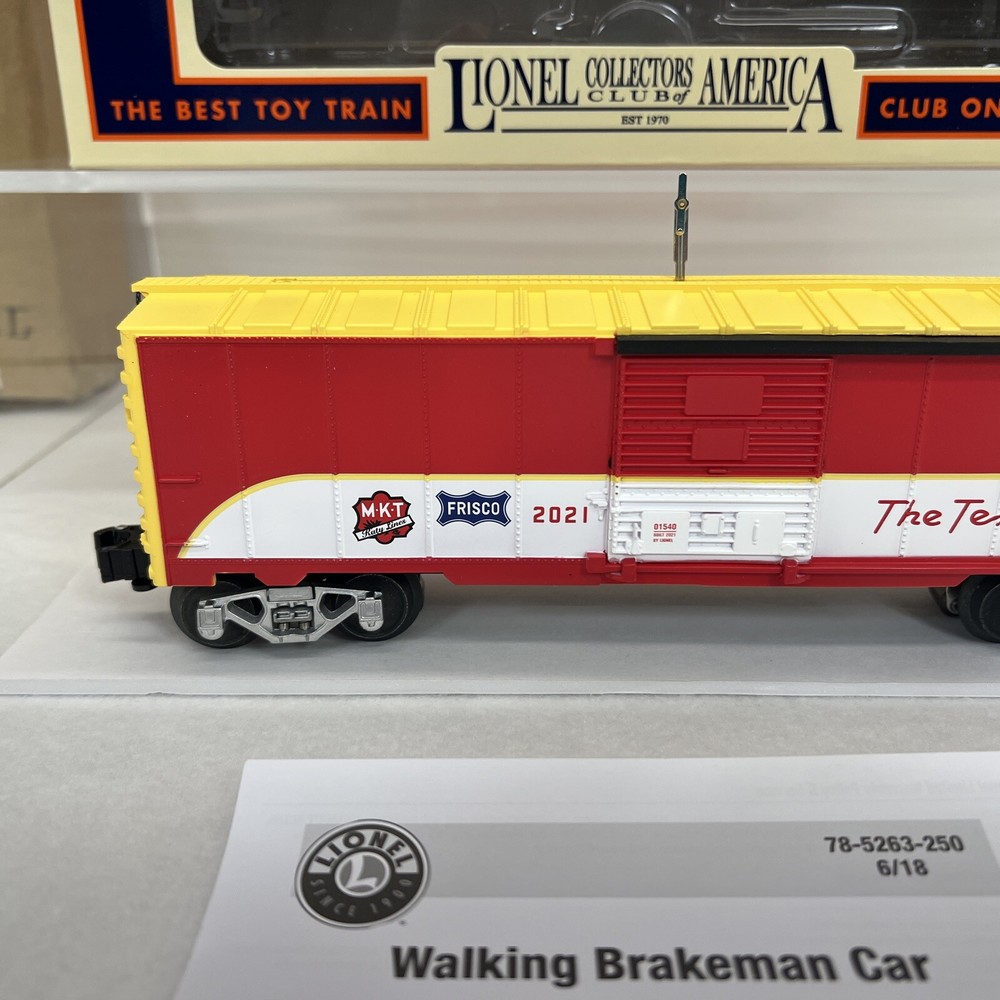 THE BEST TOY TRAIN
LIONEL COLLECTORS CLUB of AMERICA
EST 1970
CLUB ON
M-K-T
Katy Lines
FRISCO
2021
01540
BUILT 2021
BY LIONEL
The Te
LIONEL
L
SINCE 1900
78-5263-250
6/18
Walking Brakeman Car